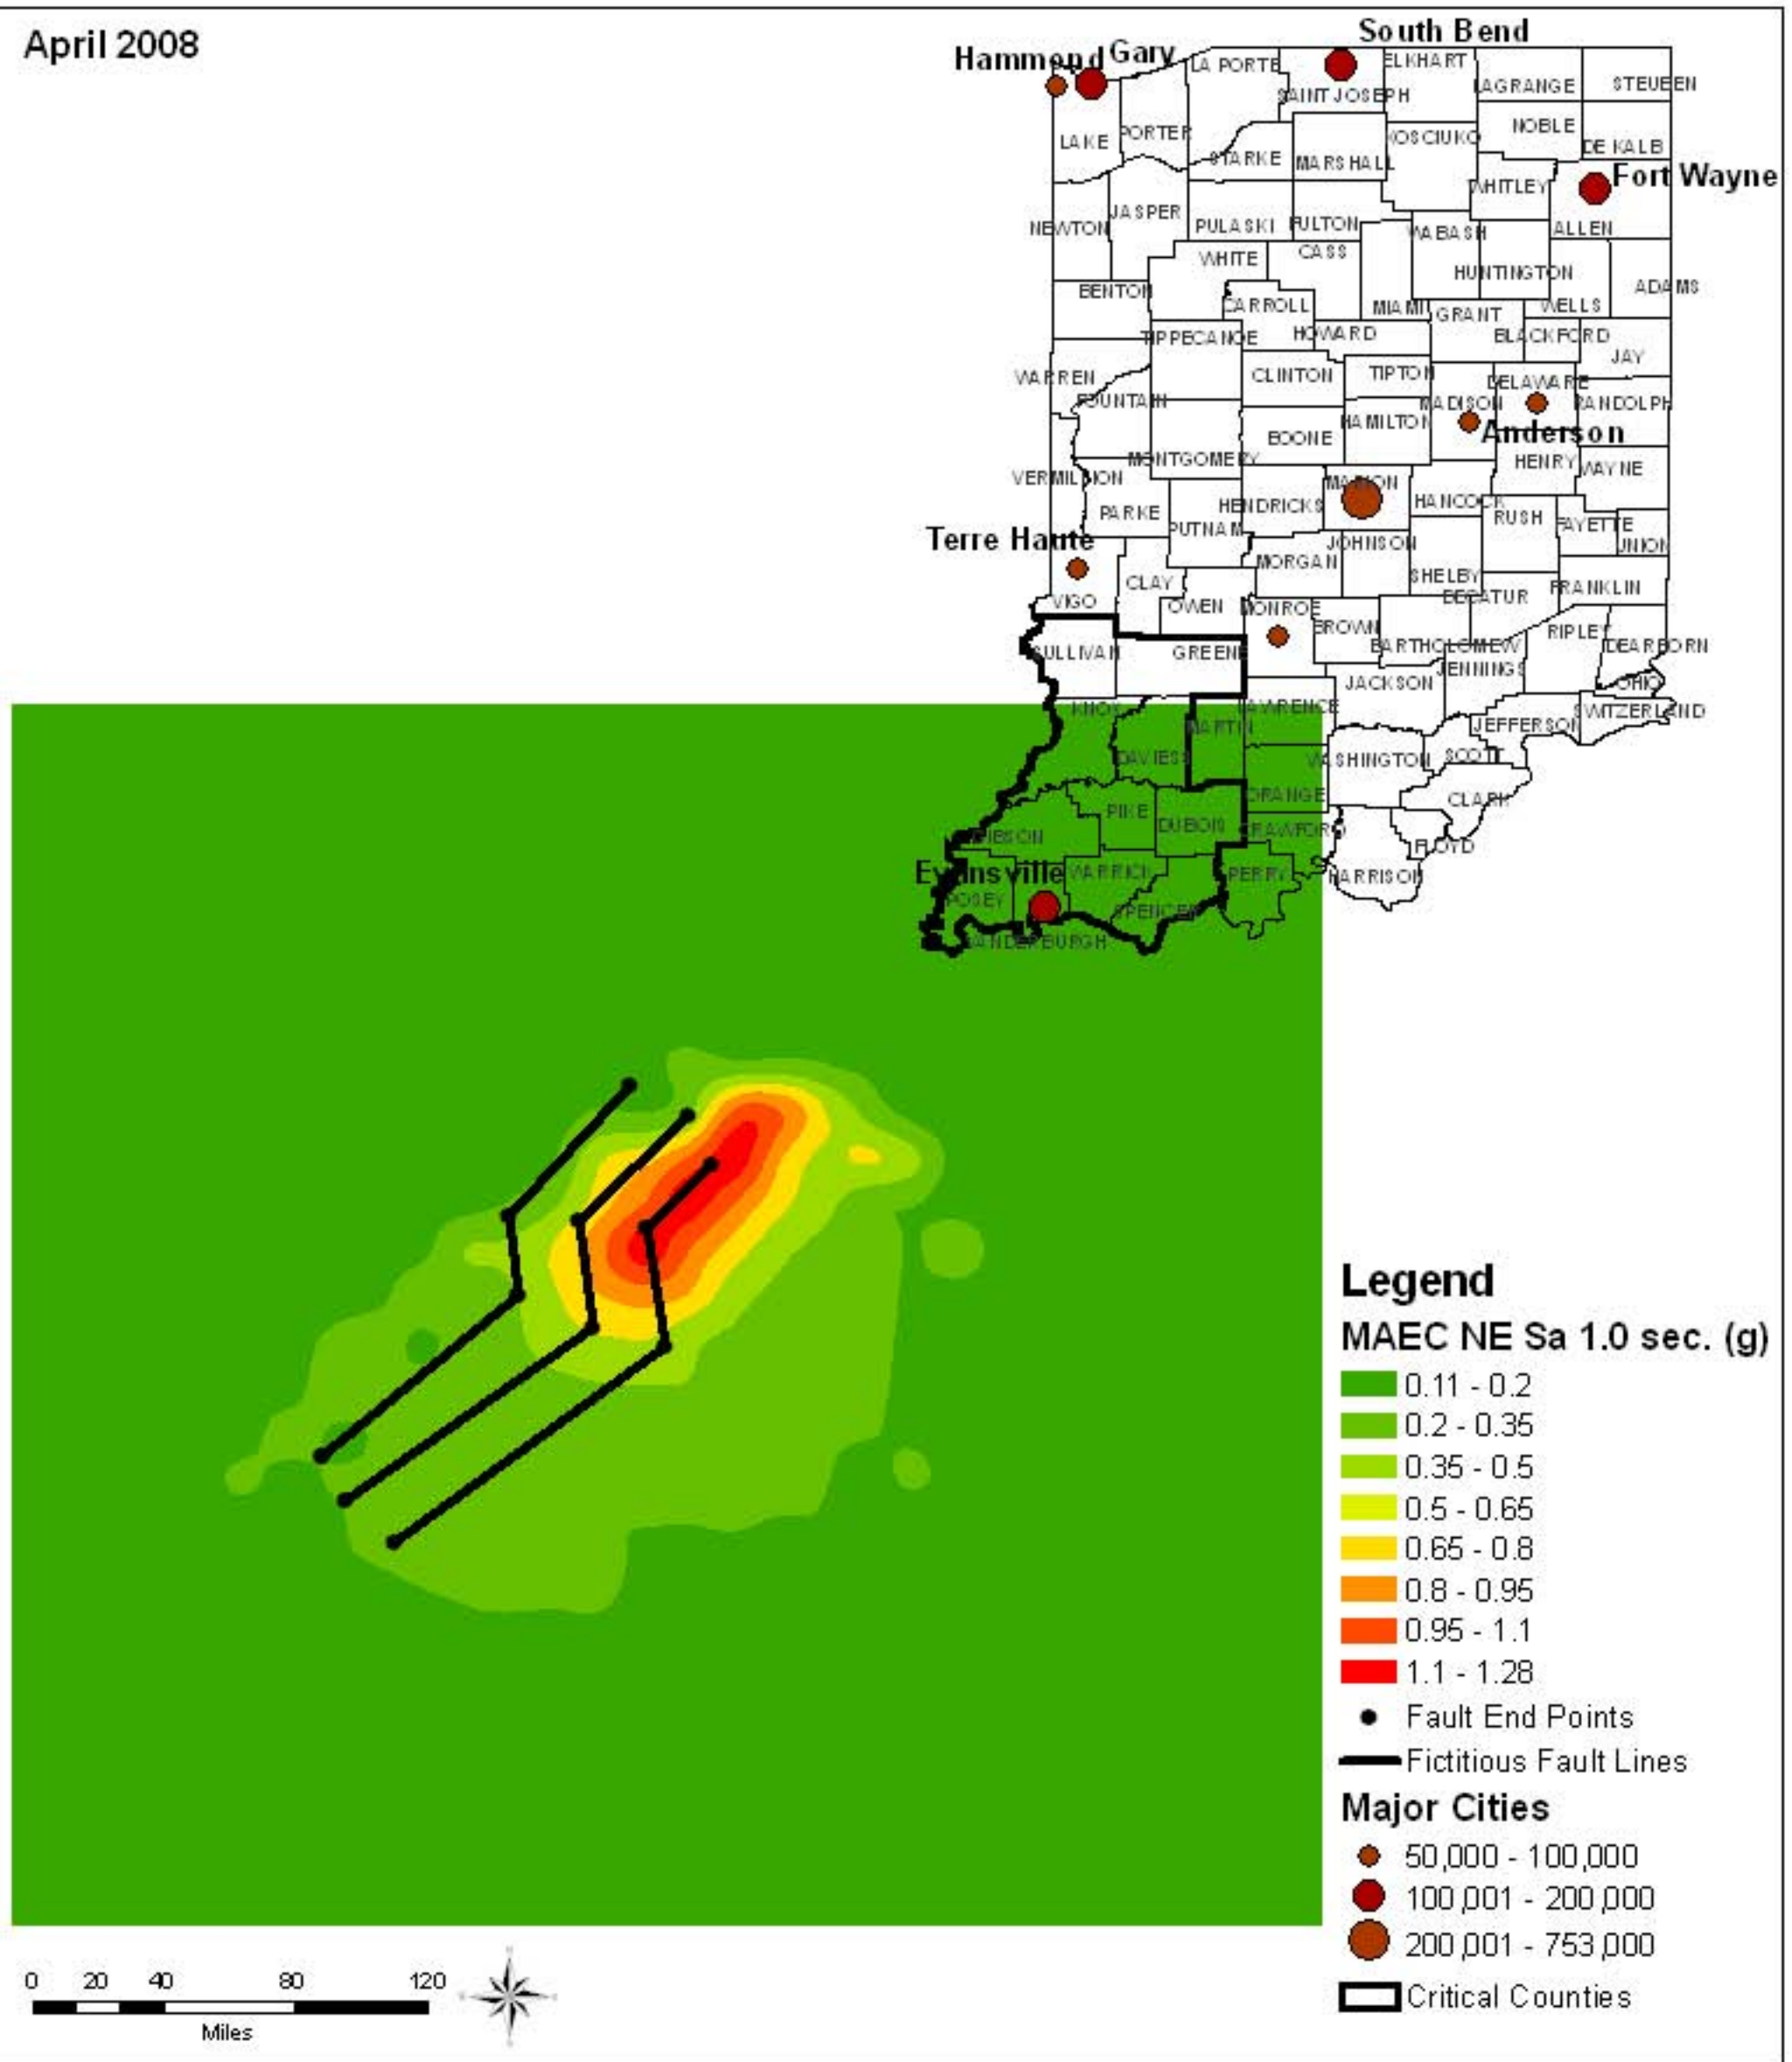 April 2008
South Bend
Hammond Gary
LA PORTE
ELKHART
LAGRANGE
STEUBEN
SAINT JOSEPH
LAKE
PORTER
STARKE
MARSHALL
KOSCIUKO
NOBLE
DE KALB
WHITLEY
Fort Wayne
NEWTON
JASPER
PULASKI
FULTON
WABASH
ALLEN
WHITE
CASS
HUNTINGTON
ADAMS
BENTON
CARROLL
MIAMI
GRANT
WELLS
TIPPECANOE
HOWARD
BLACKFORD
JAY
WARREN
CLINTON
TIPTON
DELAWARE
FOUNTAIN
MADISON
RANDOLPH
BOONE
HAMILTON
Anderson
MONTGOMERY
HENRY
WAYNE
VERMILLION
MARION
PARKE
HENDRICKS
HANCOCK
RUSH
FAYETTE
PUTNAM
Terre Haute
JOHNSON
UNION
MORGAN
CLAY
SHELBY
FRANKLIN
VIGO
OWEN
MONROE
DECATUR
BROWN
RIPLEY
SULLIVAN
GREENE
BARTHOLOMEW
DEARBORN
JENNINGS
JACKSON
OHIO
KNOX
LAWRENCE
SWITZERLAND
MARTIN
JEFFERSON
DAVIESS
WASHINGTON
SCOTT
ORANGE
CLARK
PIKE
DUBOIS
CRAWFORD
GIBSON
FLOYD
Evansville
WARRICK
PERRY
HARRISON
POSEY
SPENCER
VANDERBURGH
Legend
MAEC NE Sa 1.0 sec. (g)
0.11 - 0.2
0.2 - 0.35
0.35 - 0.5
0.5 - 0.65
0.65 - 0.8
0.8 - 0.95
0.95 - 1.1
1.1 - 1.28
Fault End Points
Fictitious Fault Lines
Major Cities
50,000 - 100,000
100,001 - 200,000
200,001 - 753,000
Critical Counties
0 20 40 80 120
Miles